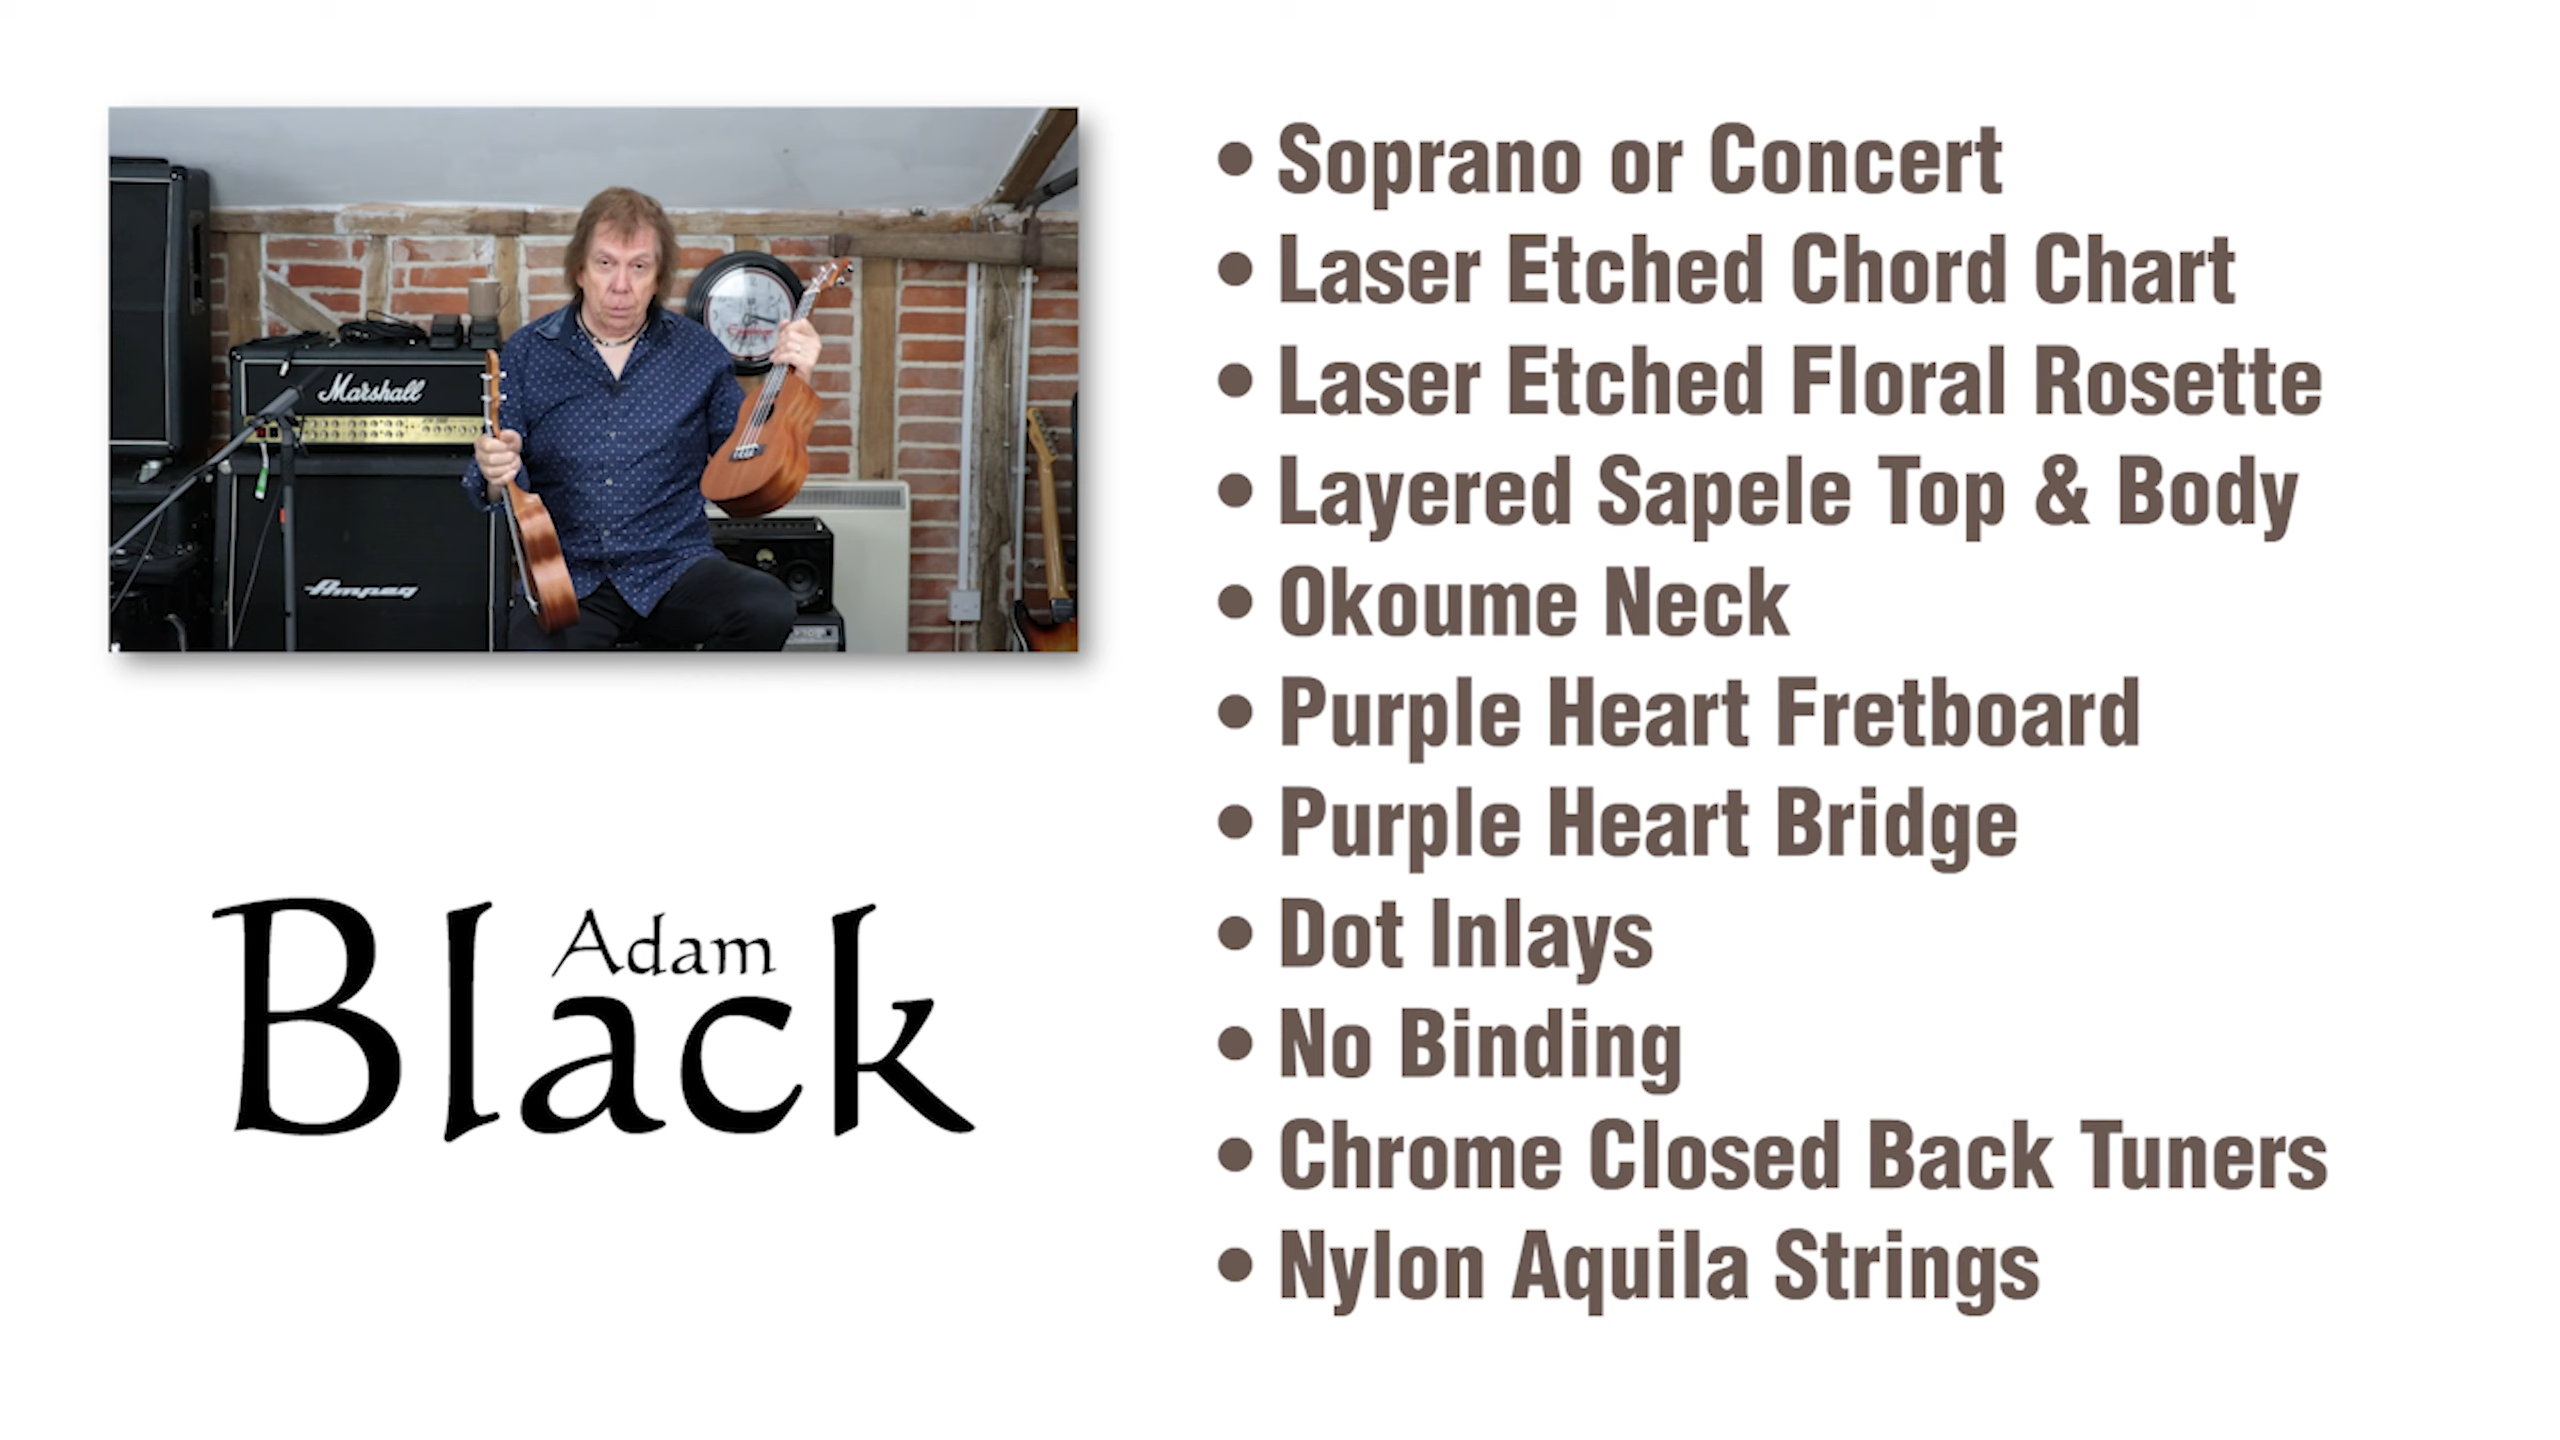 Marshall
Ampeg
Adam
Black
• Soprano or Concert
• Laser Etched Chord Chart
• Laser Etched Floral Rosette
• Layered Sapele Top & Body
• Okoume Neck
• Purple Heart Fretboard
• Purple Heart Bridge
• Dot Inlays
• No Binding
• Chrome Closed Back Tuners
• Nylon Aquila Strings